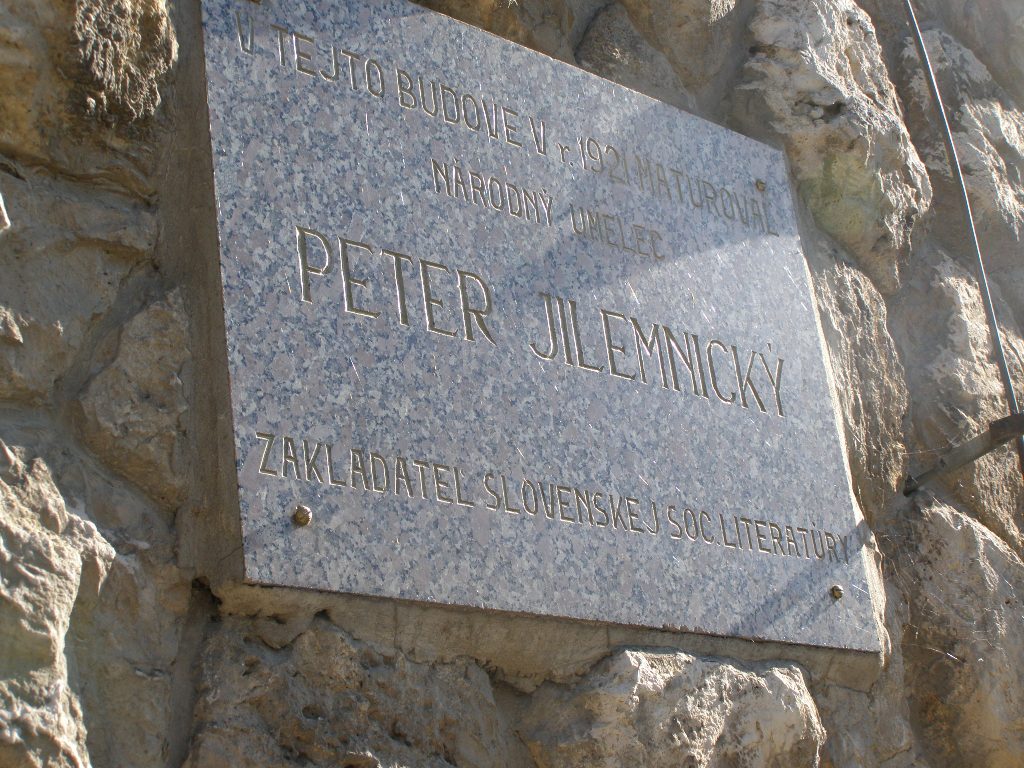 V TEJTO BUDOVE V r. 1921 MATUROVAL
NÁRODNÝ UMELEC
PETER JILEMNICKÝ
ZAKLADATEL SLOVENSKEJ SOC. LITERATÚRY